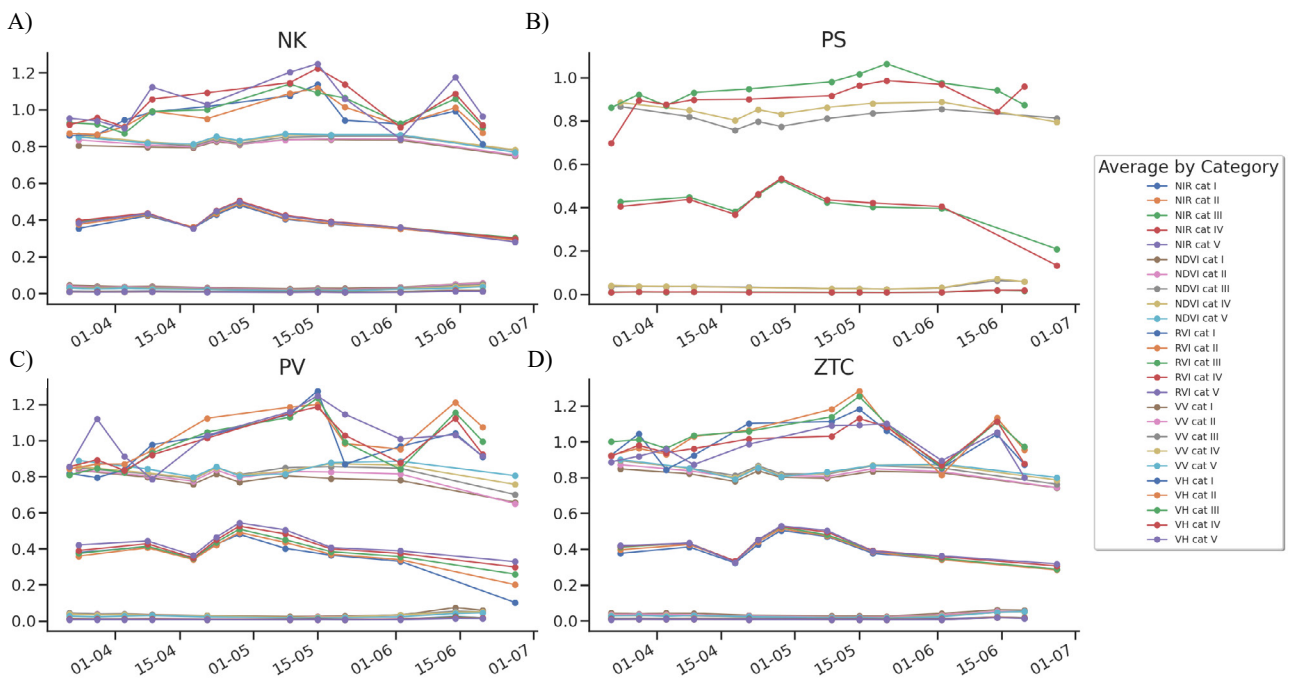 A)
NK
1.2
1.0
0.8
0.6
0.4
0.2
0.0
01-04
15-04
01-05
15-05
01-06
15-06
01-07
B)
PS
1.0
0.8
0.6
0.4
0.2
0.0
01-04
15-04
01-05
15-05
01-06
15-06
01-07
C)
PV
1.2
1.0
0.8
0.6
0.4
0.2
0.0
01-04
15-04
01-05
15-05
01-06
15-06
01-07
D)
ZTC
1.2
1.0
0.8
0.6
0.4
0.2
0.0
01-04
15-04
01-05
15-05
01-06
15-06
01-07
Average by Category
NIR cat I
NIR cat II
NIR cat III
NIR cat IV
NIR cat V
NDVI cat I
NDVI cat II
NDVI cat III
NDVI cat IV
NDVI cat V
RVI cat I
RVI cat II
RVI cat III
RVI cat IV
RVI cat V
VV cat I
VV cat II
VV cat III
VV cat IV
VV cat V
VH cat I
VH cat II
VH cat III
VH cat IV
VH cat V